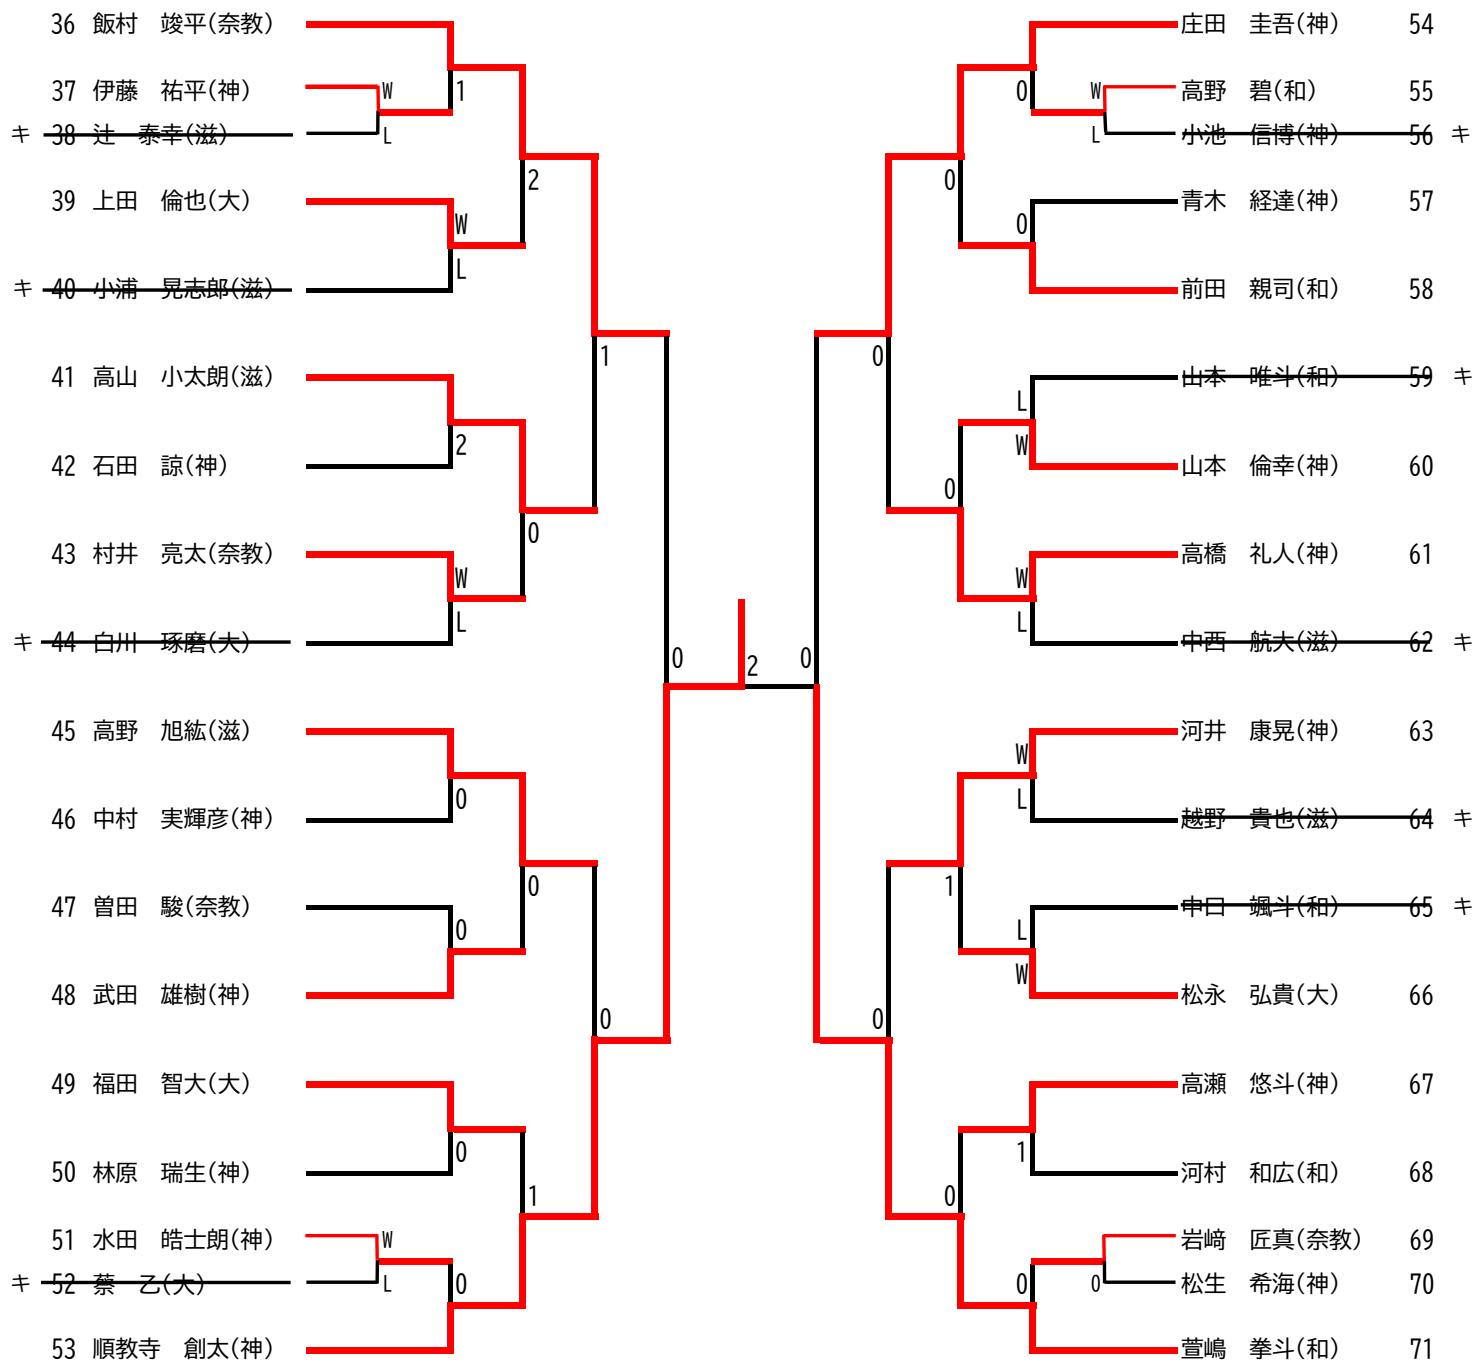 36 飯村　竣平(奈教)
37 伊藤　祐平(神)
W
1
キ 38 辻　泰幸(滋)
L
2
39 上田　倫也(大)
W
L
キ 40 小浦　晃志郎(滋)
1
41 高山　小太朗(滋)
2
42 石田　諒(神)
0
43 村井　亮太(奈教)
W
L
キ 44 白川　琢磨(大)
0
2
45 高野　旭紘(滋)
0
46 中村　実輝彦(神)
0
47 曽田　駿(奈教)
0
48 武田　雄樹(神)
0
49 福田　智大(大)
0
50 林原　瑞生(神)
1
51 水田　皓士朗(神)
W
キ 52 蔡　乙(大)
L
0
53 順教寺　創太(神)
庄田　圭吾(神) 54
0
W
高野　碧(和) 55
L
小池　信博(神) 56 キ
0
青木　経達(神) 57
0
前田　親司(和) 58
0
山本　唯斗(和) 59 キ
L
W
山本　倫幸(神) 60
0
高橋　礼人(神) 61
W
L
中西　航大(滋) 62 キ
0
河井　康晃(神) 63
W
L
越野　貴也(滋) 64 キ
1
中口　颯斗(和) 65 キ
L
W
松永　弘貴(大) 66
0
高瀬　悠斗(神) 67
1
河村　和広(和) 68
0
岩﨑　匠真(奈教) 69
0
0
松生　希海(神) 70
萱嶋　拳斗(和) 71